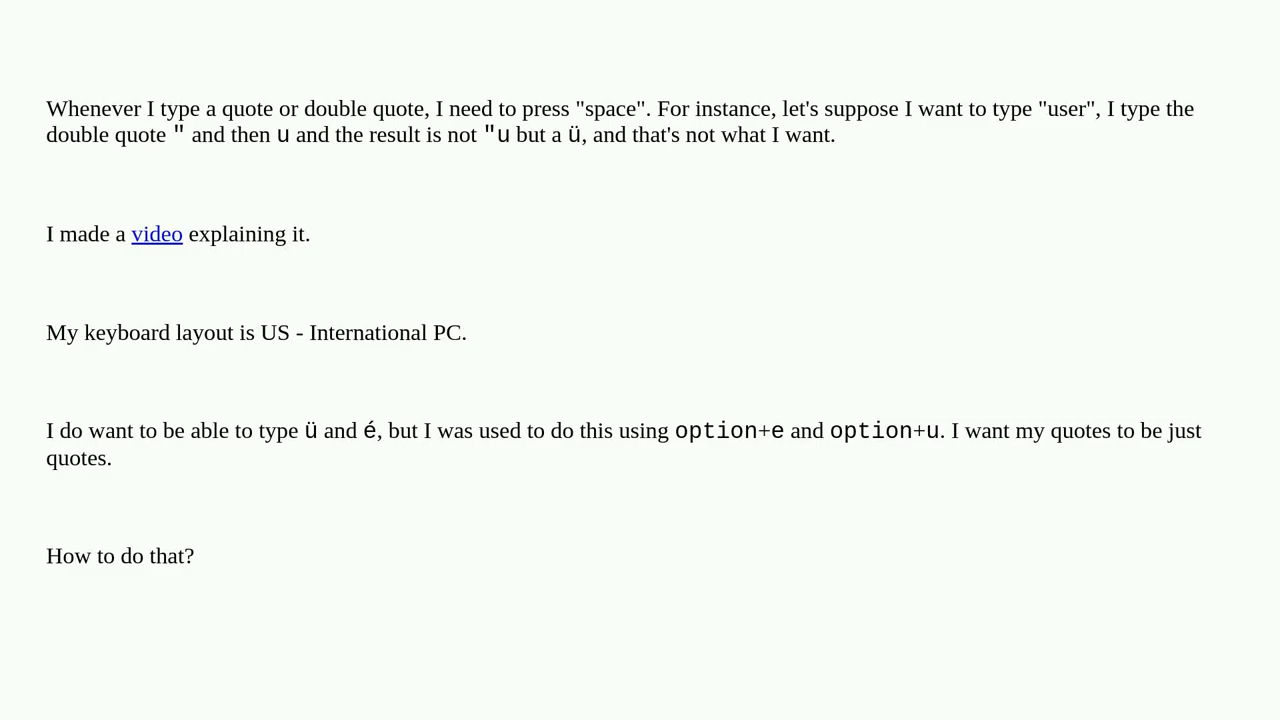 Whenever I type a quote or double quote, I need to press "space". For instance, let's suppose I want to type "user", I type the
double quote " and then u and the result is not "u but a ü, and that's not what I want.
I made a video explaining it.
My keyboard layout is US - International PC.
I do want to be able to type ü and é, but I was used to do this using option+e and option+u. I want my quotes to be just
quotes.
How to do that?